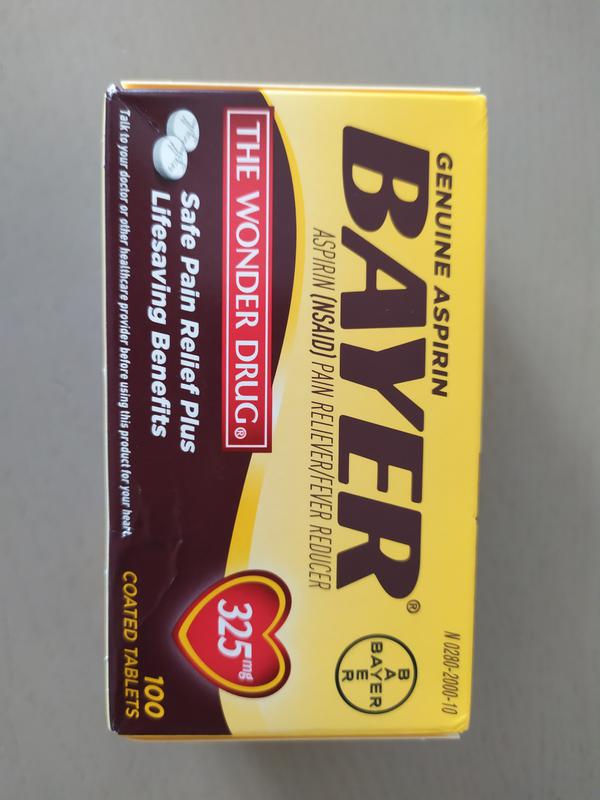 GENUINE ASPIRIN
N 0280-2000-10
BAYER®
ASPIRIN (NSAID) PAIN RELIEVER/FEVER REDUCER
B
A
BAYER
E
R
THE WONDER DRUG®
325 mg
Safe Pain Relief Plus
Lifesaving Benefits
100
COATED TABLETS
Talk to your doctor or other healthcare provider before using this product for your heart.